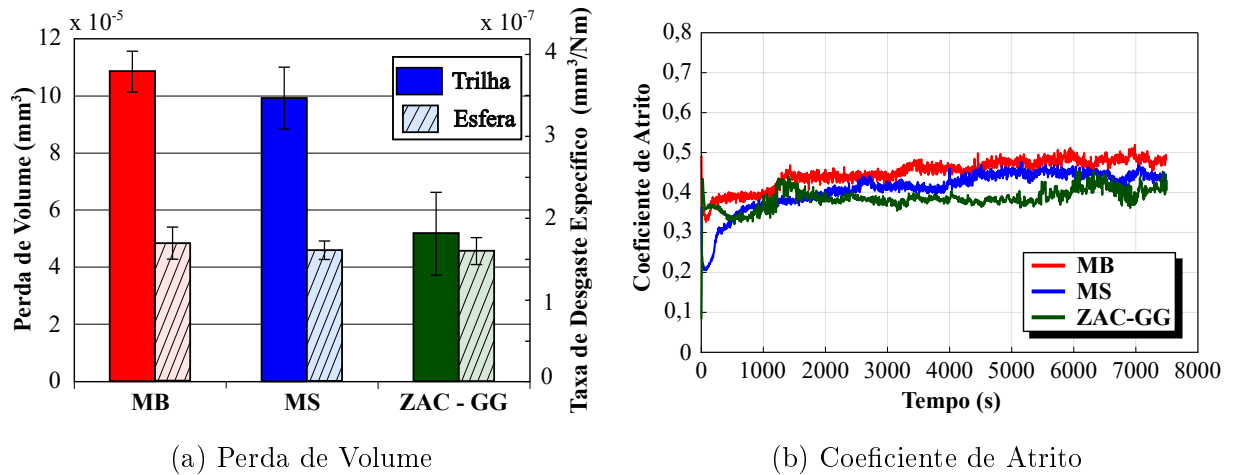 x 10-5
x 10-7
Perda de Volume (mm3)
12
10
8
6
4
5
0
Trilha
Esfera
4
3
2
1
0
Taxa de Desgaste Específico (mm3/Nm)
MB
MS
ZAC - GG
(a) Perda de Volume
Coeficiente de Atrito
0,8
0,7
0,6
0,5
0,4
0,3
0,2
0,1
0
MB
MS
ZAC-GG
0
1000
2000
3000
4000
5000
6000
7000
8000
Tempo (s)
(b) Coeficiente de Atrito